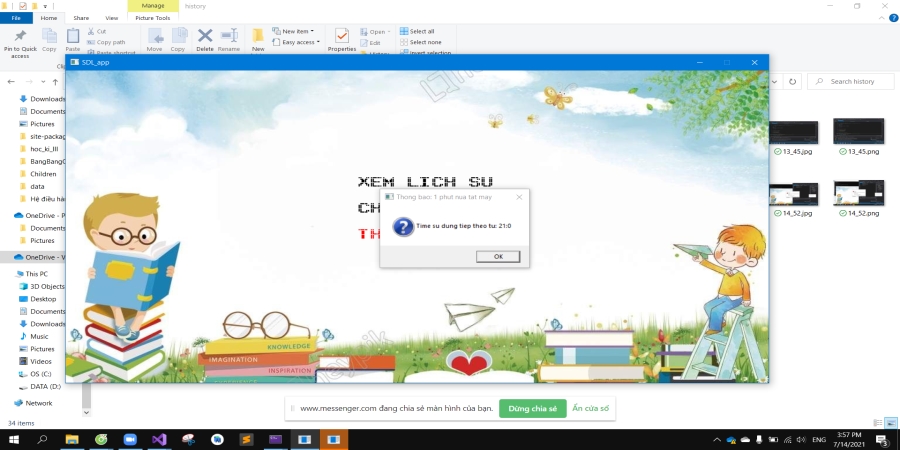 Manage
history
File
Home
Share
View
Picture Tools
Pin to Quick
access
Copy
Paste
Cut
Copy path
Paste shortcut
Move
Copy
Delete
Rename
New
New item
Easy access
Properties
Open
Edit
History
Select all
Select none
Invert selection
SDL_app
Search history
Downloads
Documents
Pictures
site-packag
hoc_ki_III
BangBangC
Children
data
Hệ điều hà
OneDrive - P
Documents
Pictures
OneDrive - V
This PC
3D Objects
Desktop
Documents
Downloads
Music
Pictures
Videos
OS (C:)
DATA (D:)
Network
XEM LICH SU
CH
TH
Thong bao: 1 phut nua tat may
Time su dung tiep theo tu: 21:0
OK
KNOWLEDGE
IMAGINATION
INSPIRATION
13_45.jpg
13_45.png
14_52.jpg
14_52.png
www.messenger.com đang chia sẻ màn hình của bạn.
Dừng chia sẻ
Ẩn cửa sổ
34 items
ENG
3:57 PM
7/14/2021
3